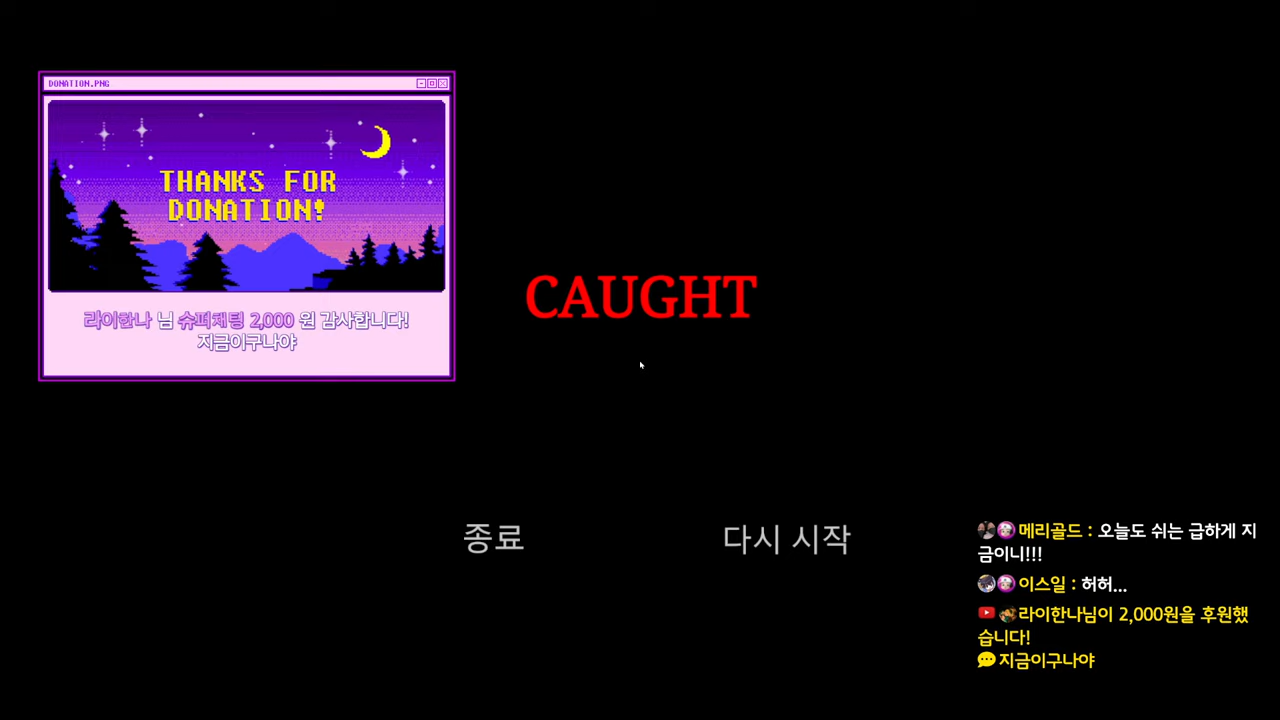 DONATION.PNG
THANKS FOR
DONATION!
라이한나 님 슈퍼채팅 2,000 원 감사합니다!
지금이구나야
CAUGHT
종료
다시 시작
메리골드 : 오늘도 쉬는 급하게 지
금이니!!!
이스일 : 허허...
라이한나님이 2,000원을 후원했
습니다!
지금이구나야